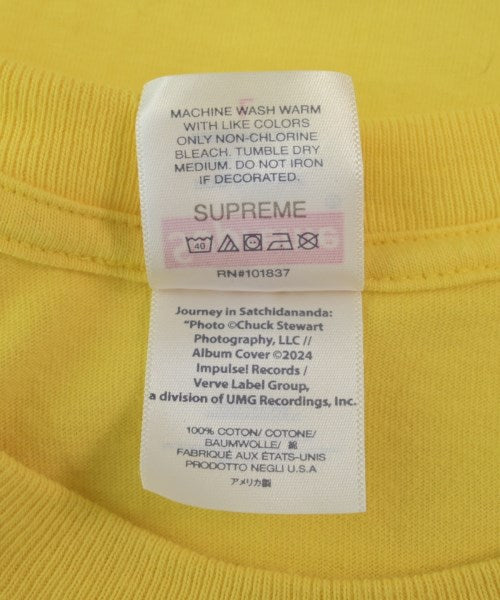 MACHINE WASH WARM
WITH LIKE COLORS
ONLY NON-CHLORINE
BLEACH. TUMBLE DRY
MEDIUM. DO NOT IRON
IF DECORATED.
SUPREME
40
RN#101837
Journey in Satchidananda:
“Photo ©Chuck Stewart
Photography, LLC //
Album Cover ©2024
Impulse! Records /
Verve Label Group,
a division of UMG Recordings, Inc.
100% COTON/ COTONE/
BAUMWOLLE/ 綿
FABRIQUÉ AUX ÉTATS-UNIS
PRODOTTO NEGLI U.S.A
アメリカ製